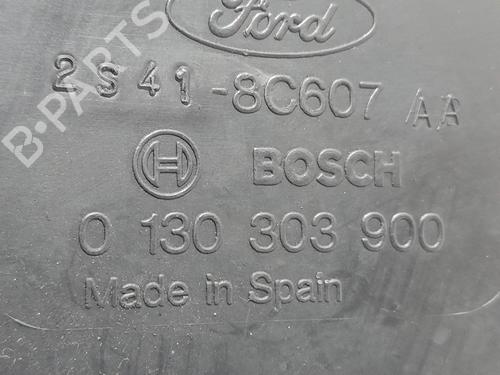 Ford
2S41-8C607 AA
BOSCH
0 130 303 900
Made in Spain
B-PARTS